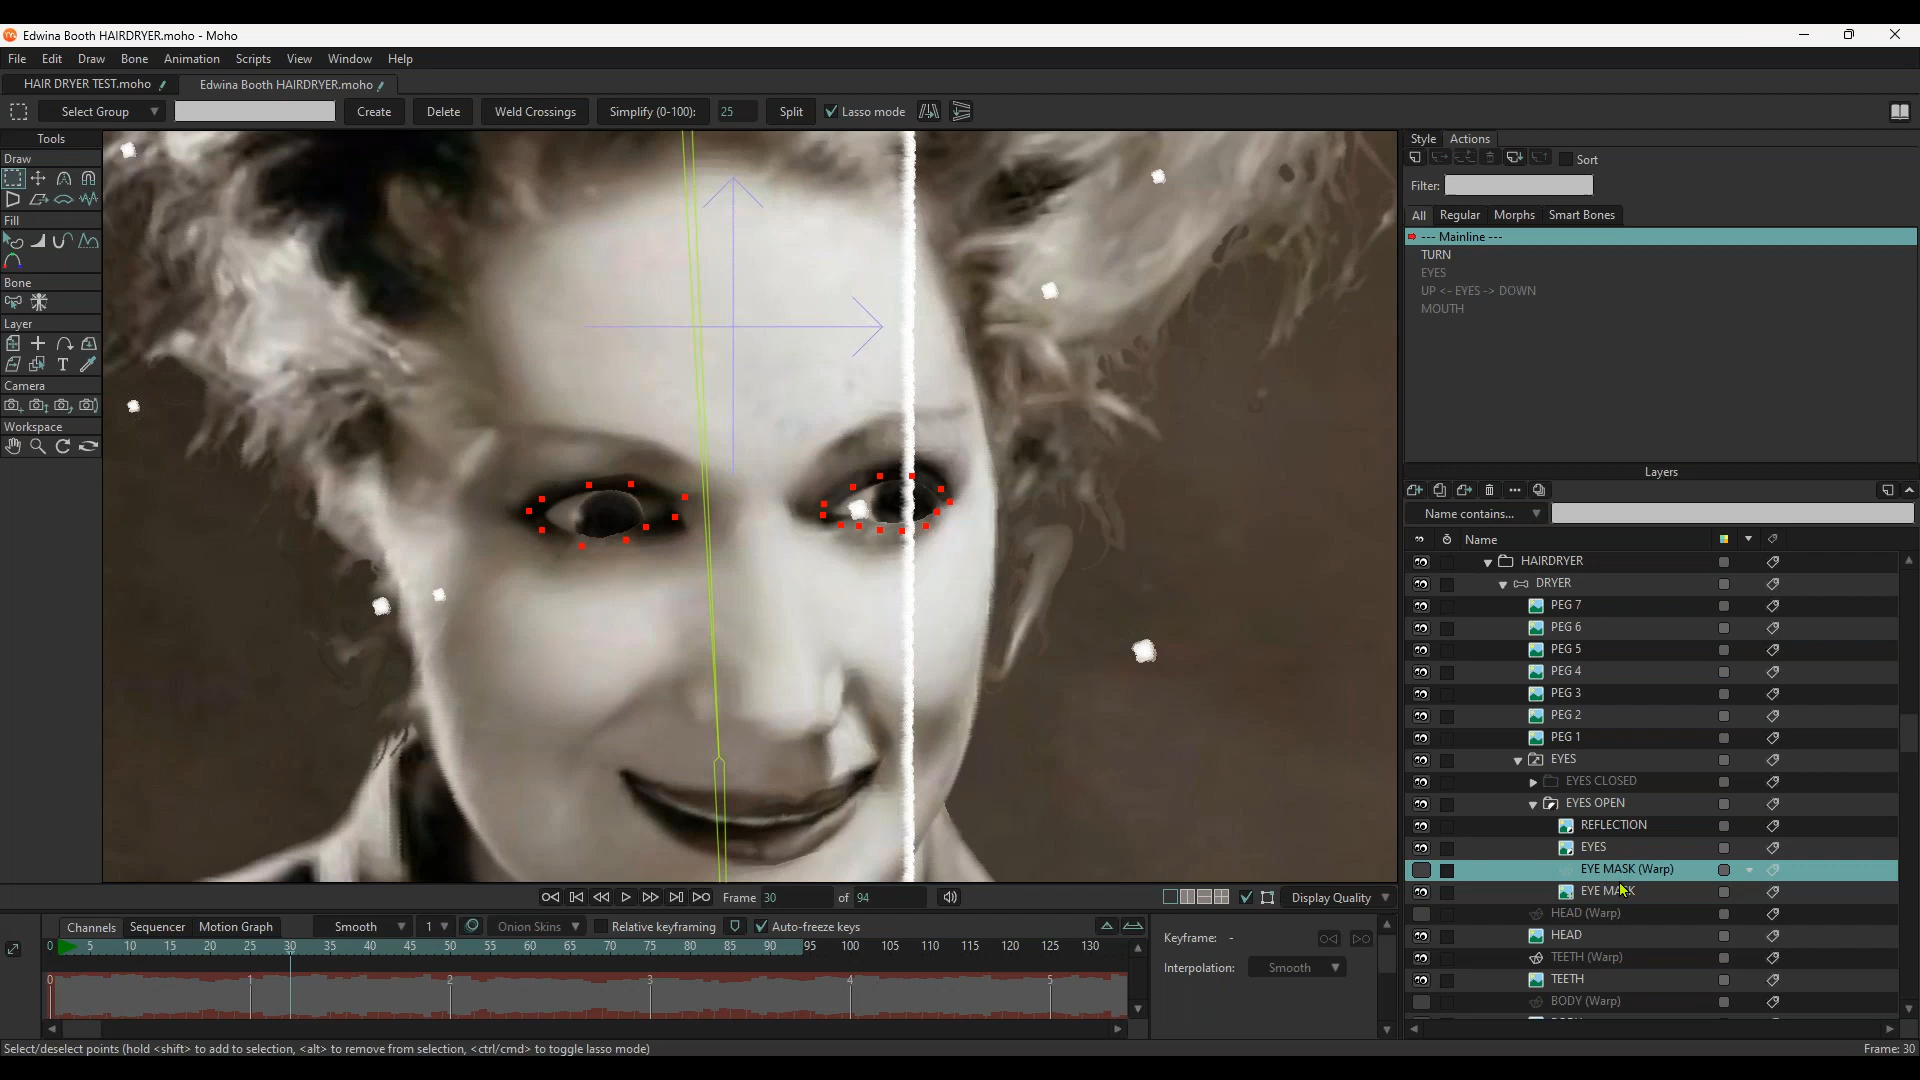 Edwina Booth HAIRDRYER.moho - Moho
File Edit Draw Bone Animation Scripts View Window Help
HAIR DRYER TEST.moho Edwina Booth HAIRDRYER.moho
Select Group Create Delete Weld Crossings Simplify (0-100): 25 Split Lasso mode
Tools
Draw
Fill
Bone
Layer
Camera
Workspace
Style Actions
Sort
Filter:
All Regular Morphs Smart Bones
--- Mainline ---
TURN
EYES
UP <- EYES -> DOWN
MOUTH
Layers
Name contains...
Name
HAIRDRYER
DRYER
PEG 7
PEG 6
PEG 5
PEG 4
PEG 3
PEG 2
PEG 1
EYES
EYES CLOSED
EYES OPEN
REFLECTION
EYES
EYE MASK (Warp)
EYE MASK
HEAD (Warp)
HEAD
TEETH (Warp)
TEETH
BODY (Warp)
Frame 30 of 94 Display Quality
Channels Sequencer Motion Graph Smooth 1 Onion Skins Relative keyframing Auto-freeze keys
0 5 10 15 20 25 30 35 40 45 50 55 60 65 70 75 80 85 90 95 100 105 110 115 120 125 130
0 1 2 3 4 5
Keyframe: -
Interpolation: Smooth
Select/deselect points (hold <shift> to add to selection, <alt> to remove from selection, <ctrl/cmd> to toggle lasso mode) Frame: 30